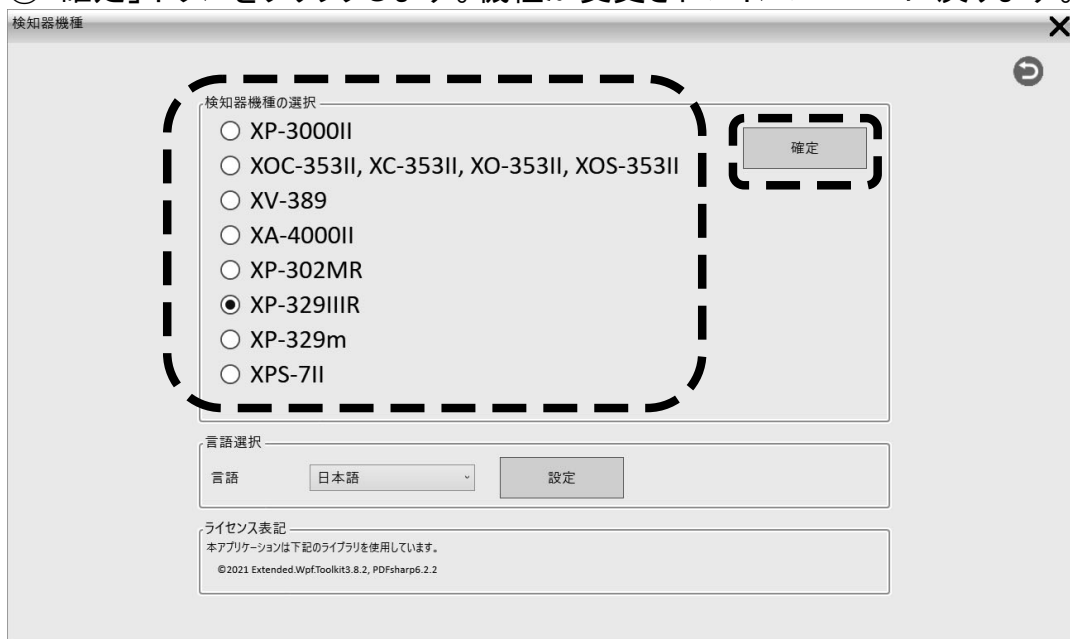 検知器機種
検知器機種の選択
XP-3000II
XOC-353II, XC-353II, XO-353II, XOS-353II
確定
XV-389
XA-4000II
XP-302MR
XP-329IIIR
XP-329m
XPS-7II
言語選択
言語 日本語 設定
ライセンス表記
本アプリケーションは下記のライブラリを使用しています。
©2021 Extended.Wpf.Toolkit3.8.2, PDFsharp6.2.2